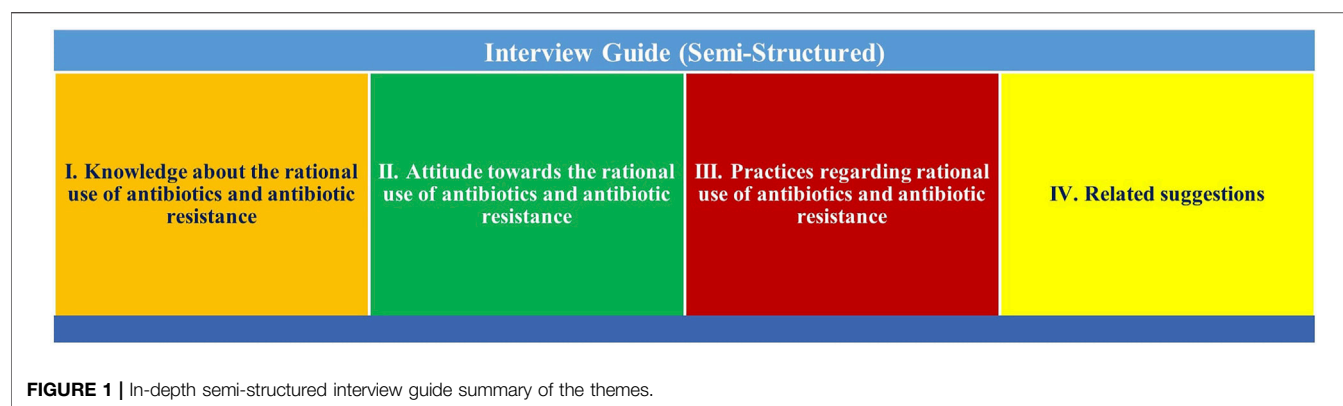 Interview Guide (Semi-Structured)
I. Knowledge about the rational
use of antibiotics and antibiotic
resistance
II. Attitude towards the rational
use of antibiotics and antibiotic
resistance
III. Practices regarding rational
use of antibiotics and antibiotic
resistance
IV. Related suggestions
FIGURE 1 | In-depth semi-structured interview guide summary of the themes.